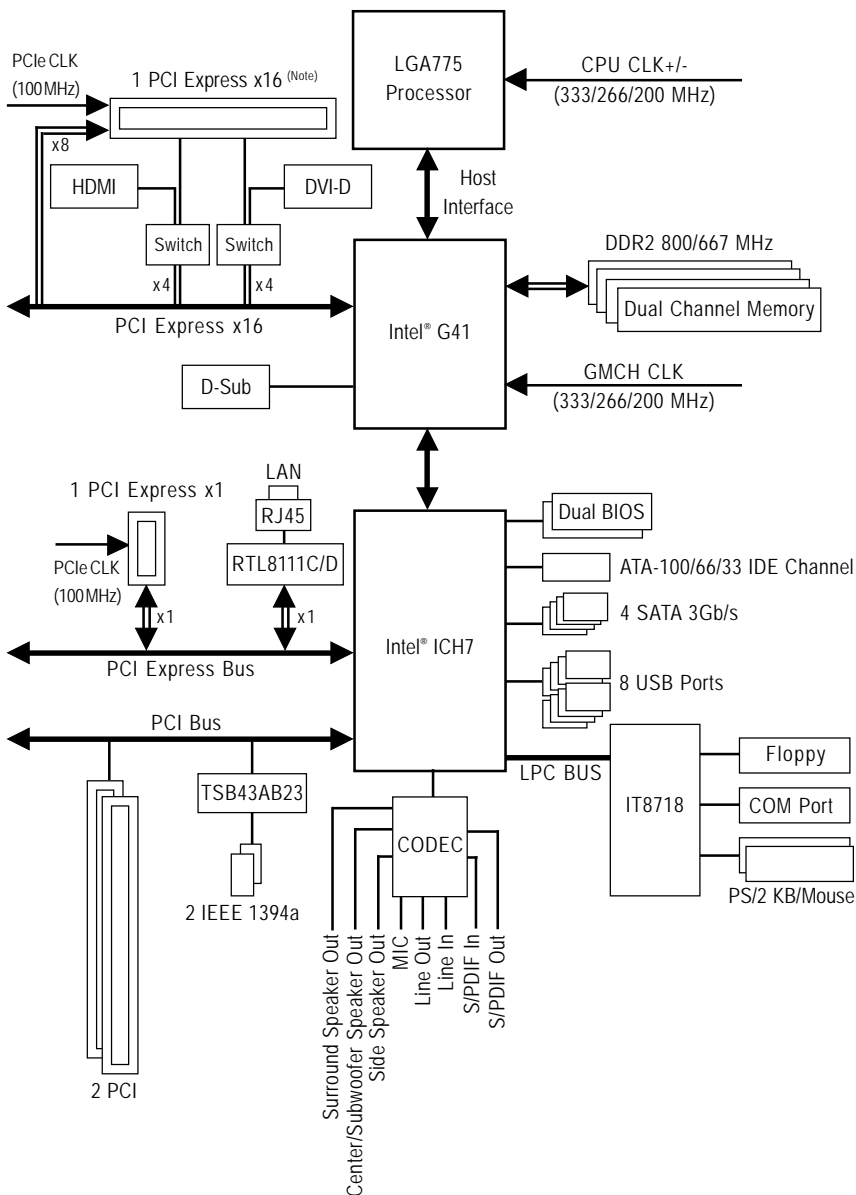 PCIe CLK
(100MHz)
1 PCI Express x16 (Note)
LGA775
Processor
CPU CLK+/-
(333/266/200 MHz)
x8
HDMI
DVI-D
Host
Interface
Switch
Switch
x4
x4
PCI Express x16
DDR2 800/667 MHz
Dual Channel Memory
Intel® G41
D-Sub
GMCH CLK
(333/266/200 MHz)
1 PCI Express x1
LAN
RJ45
RTL8111C/D
PCIe CLK
(100MHz)
x1
x1
PCI Express Bus
Intel® ICH7
Dual BIOS
ATA-100/66/33 IDE Channel
4 SATA 3Gb/s
8 USB Ports
PCI Bus
LPC BUS
TSB43AB23
2 IEEE 1394a
2 PCI
CODEC
IT8718
Floppy
COM Port
PS/2 KB/Mouse
Surround Speaker Out
Center/Subwoofer Speaker Out
Side Speaker Out
MIC
Line Out
Line In
S/PDIF In
S/PDIF Out